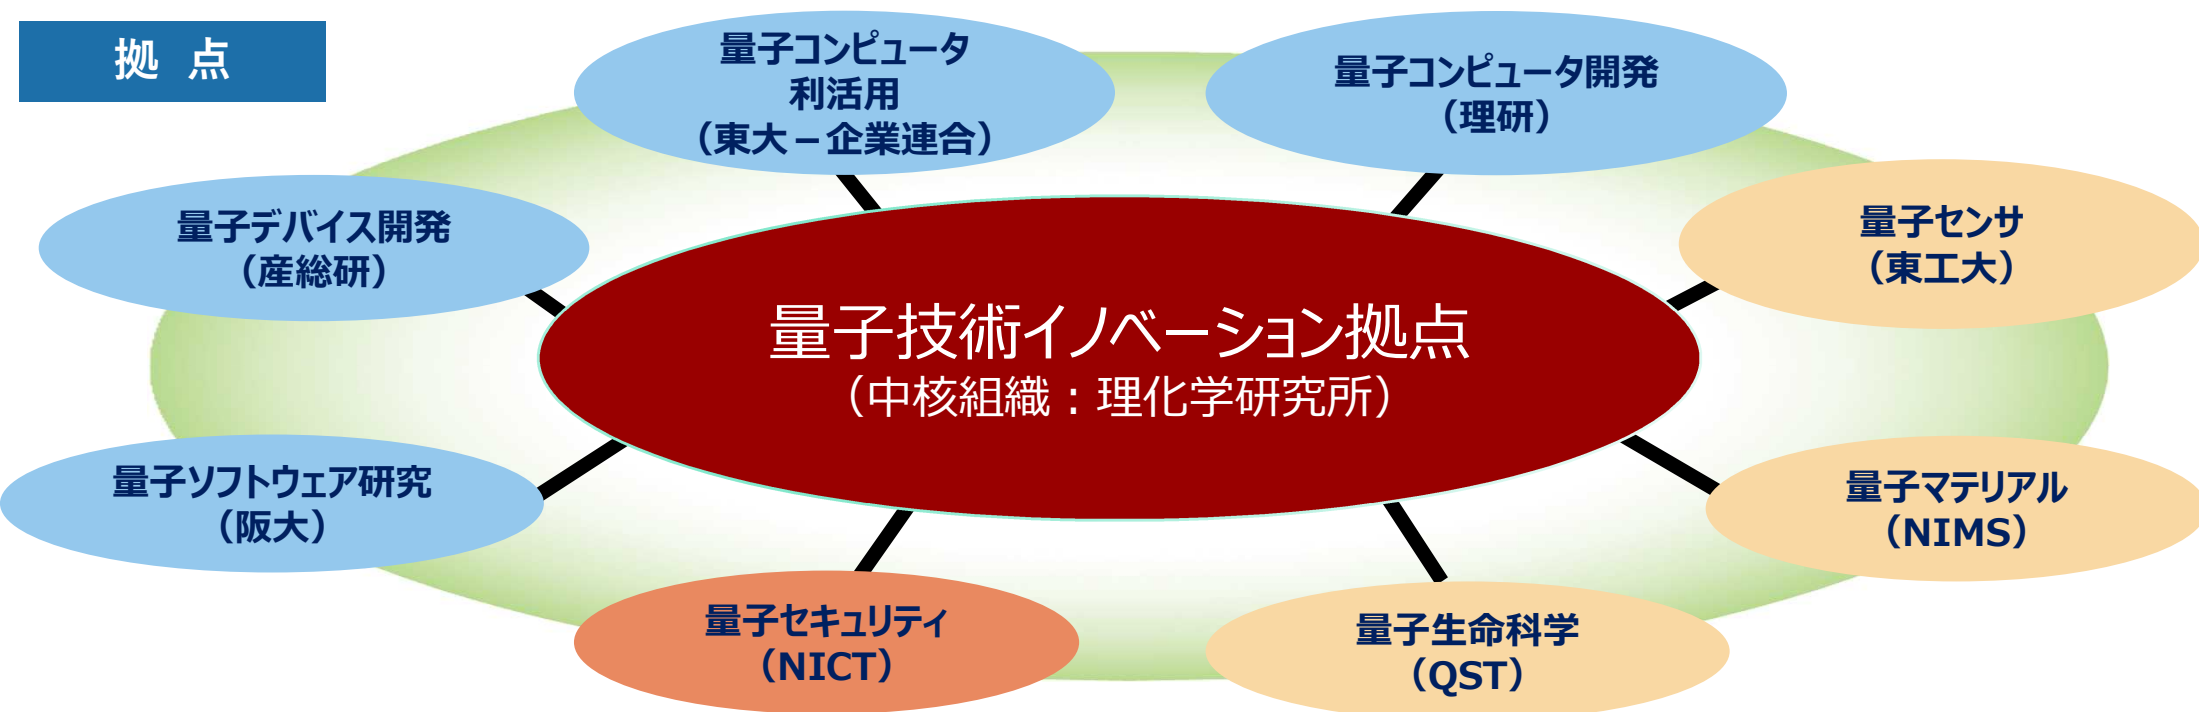 拠 点
量子コンピュータ
利活用
（東大－企業連合）
量子コンピュータ開発
（理研）
量子デバイス開発
（産総研）
量子センサ
（東工大）
量子技術イノベーション拠点
（中核組織：理化学研究所）
量子ソフトウェア研究
（阪大）
量子マテリアル
（NIMS）
量子セキュリティ
（NICT）
量子生命科学
（QST）